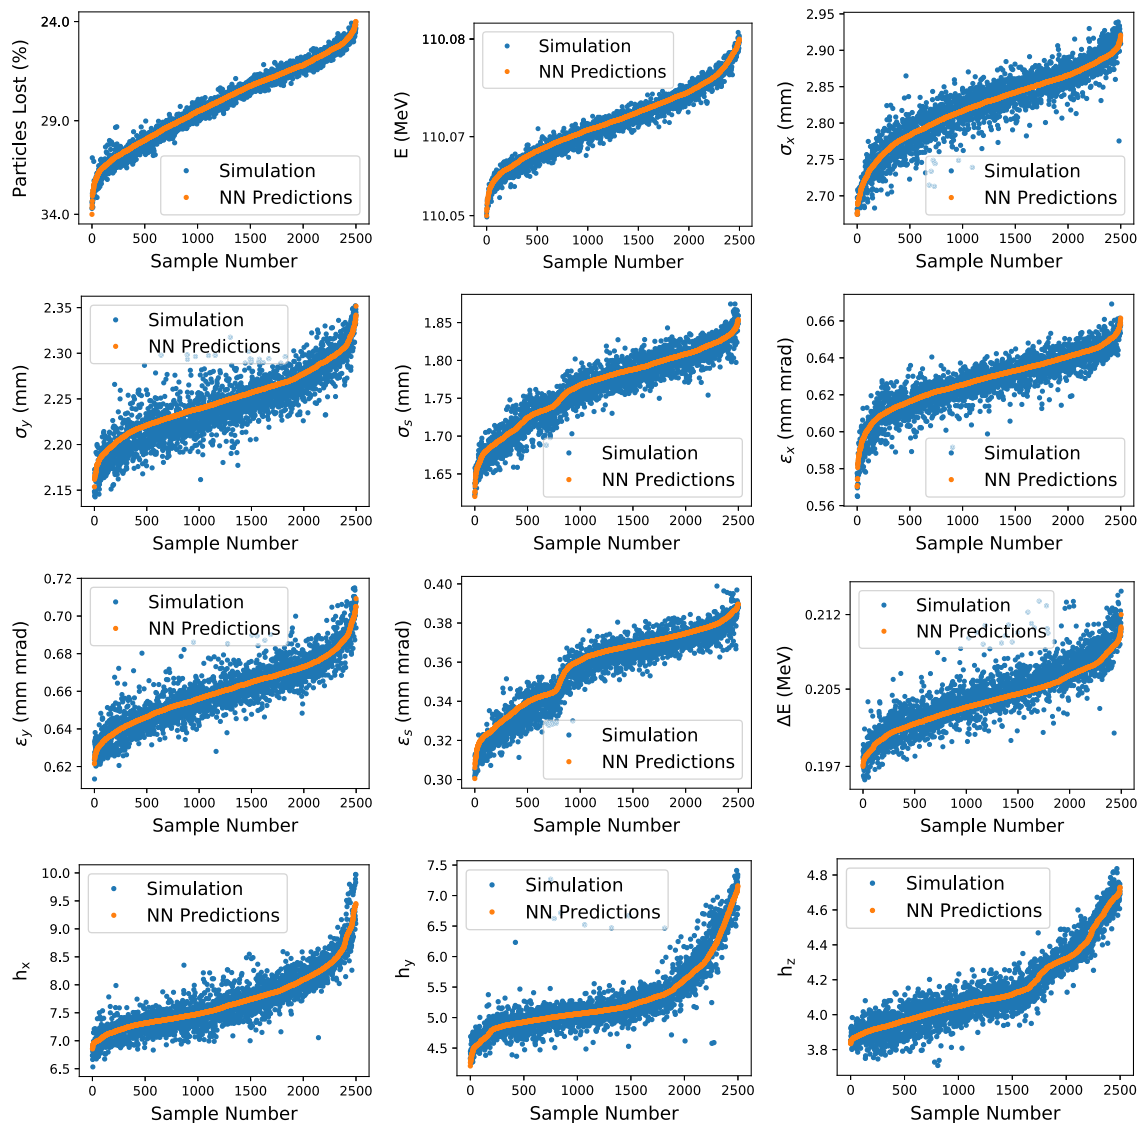 24.0
29.0
34.0
Particles Lost (%)
Simulation
NN Predictions
0 500 1000 1500 2000 2500
Sample Number
110.08
110.07
110.05
E (MeV)
Simulation
NN Predictions
0 500 1000 1500 2000 2500
Sample Number
2.95
2.90
2.85
2.80
2.75
2.70
σx (mm)
Simulation
NN Predictions
0 500 1000 1500 2000 2500
Sample Number
2.35
2.30
2.25
2.20
2.15
σy (mm)
Simulation
NN Predictions
0 500 1000 1500 2000 2500
Sample Number
1.85
1.80
1.75
1.70
1.65
σs (mm)
Simulation
NN Predictions
0 500 1000 1500 2000 2500
Sample Number
0.66
0.64
0.62
0.60
0.58
0.56
εx (mm mrad)
Simulation
NN Predictions
0 500 1000 1500 2000 2500
Sample Number
0.72
0.70
0.68
0.66
0.64
0.62
εy (mm mrad)
Simulation
NN Predictions
0 500 1000 1500 2000 2500
Sample Number
0.40
0.38
0.36
0.34
0.32
0.30
εs (mm mrad)
Simulation
NN Predictions
0 500 1000 1500 2000 2500
Sample Number
0.212
0.205
0.197
ΔE (MeV)
Simulation
NN Predictions
0 500 1000 1500 2000 2500
Sample Number
10.0
9.5
9.0
8.5
8.0
7.5
7.0
6.5
hx
Simulation
NN Predictions
0 500 1000 1500 2000 2500
Sample Number
7.5
7.0
6.5
6.0
5.5
5.0
4.5
hy
Simulation
NN Predictions
0 500 1000 1500 2000 2500
Sample Number
4.8
4.6
4.4
4.2
4.0
3.8
hz
Simulation
NN Predictions
0 500 1000 1500 2000 2500
Sample Number